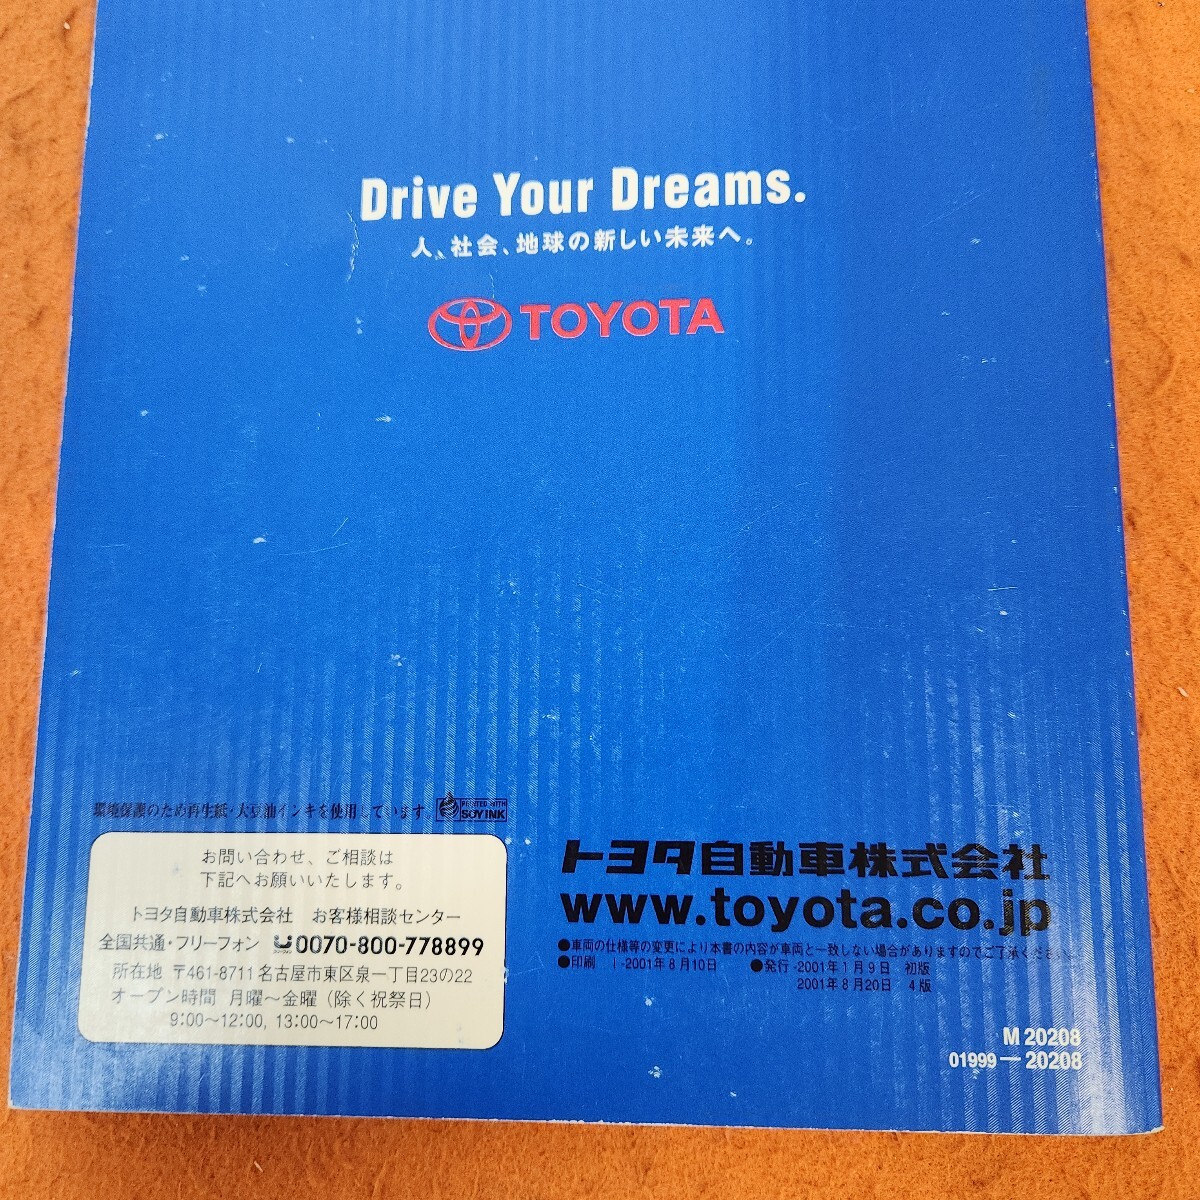 Drive Your Dreams.
人、社会、地球の新しい未来へ。
TOYOTA
環境保護のため再生紙・大豆油インキを使用しています。
PRINTED WITH
SOY INK
お問い合わせ、ご相談は
下記へお願いいたします。
トヨタ自動車株式会社 お客様相談センター
全国共通・フリーフォン 0070-800-778899
所在地 〒461-8711 名古屋市東区泉一丁目23の22
オープン時間 月曜〜金曜（除く祝祭日）
9:00〜12:00, 13:00〜17:00
トヨタ自動車株式会社
www.toyota.co.jp
●車両の仕様等の変更により本書の内容が車両と一致しない場合がありますのでご了承ください。
●印刷 I-2001年8月10日 ●発行-2001年1月9日 初版
2001年8月20日 4版
M 20208
01999—20208